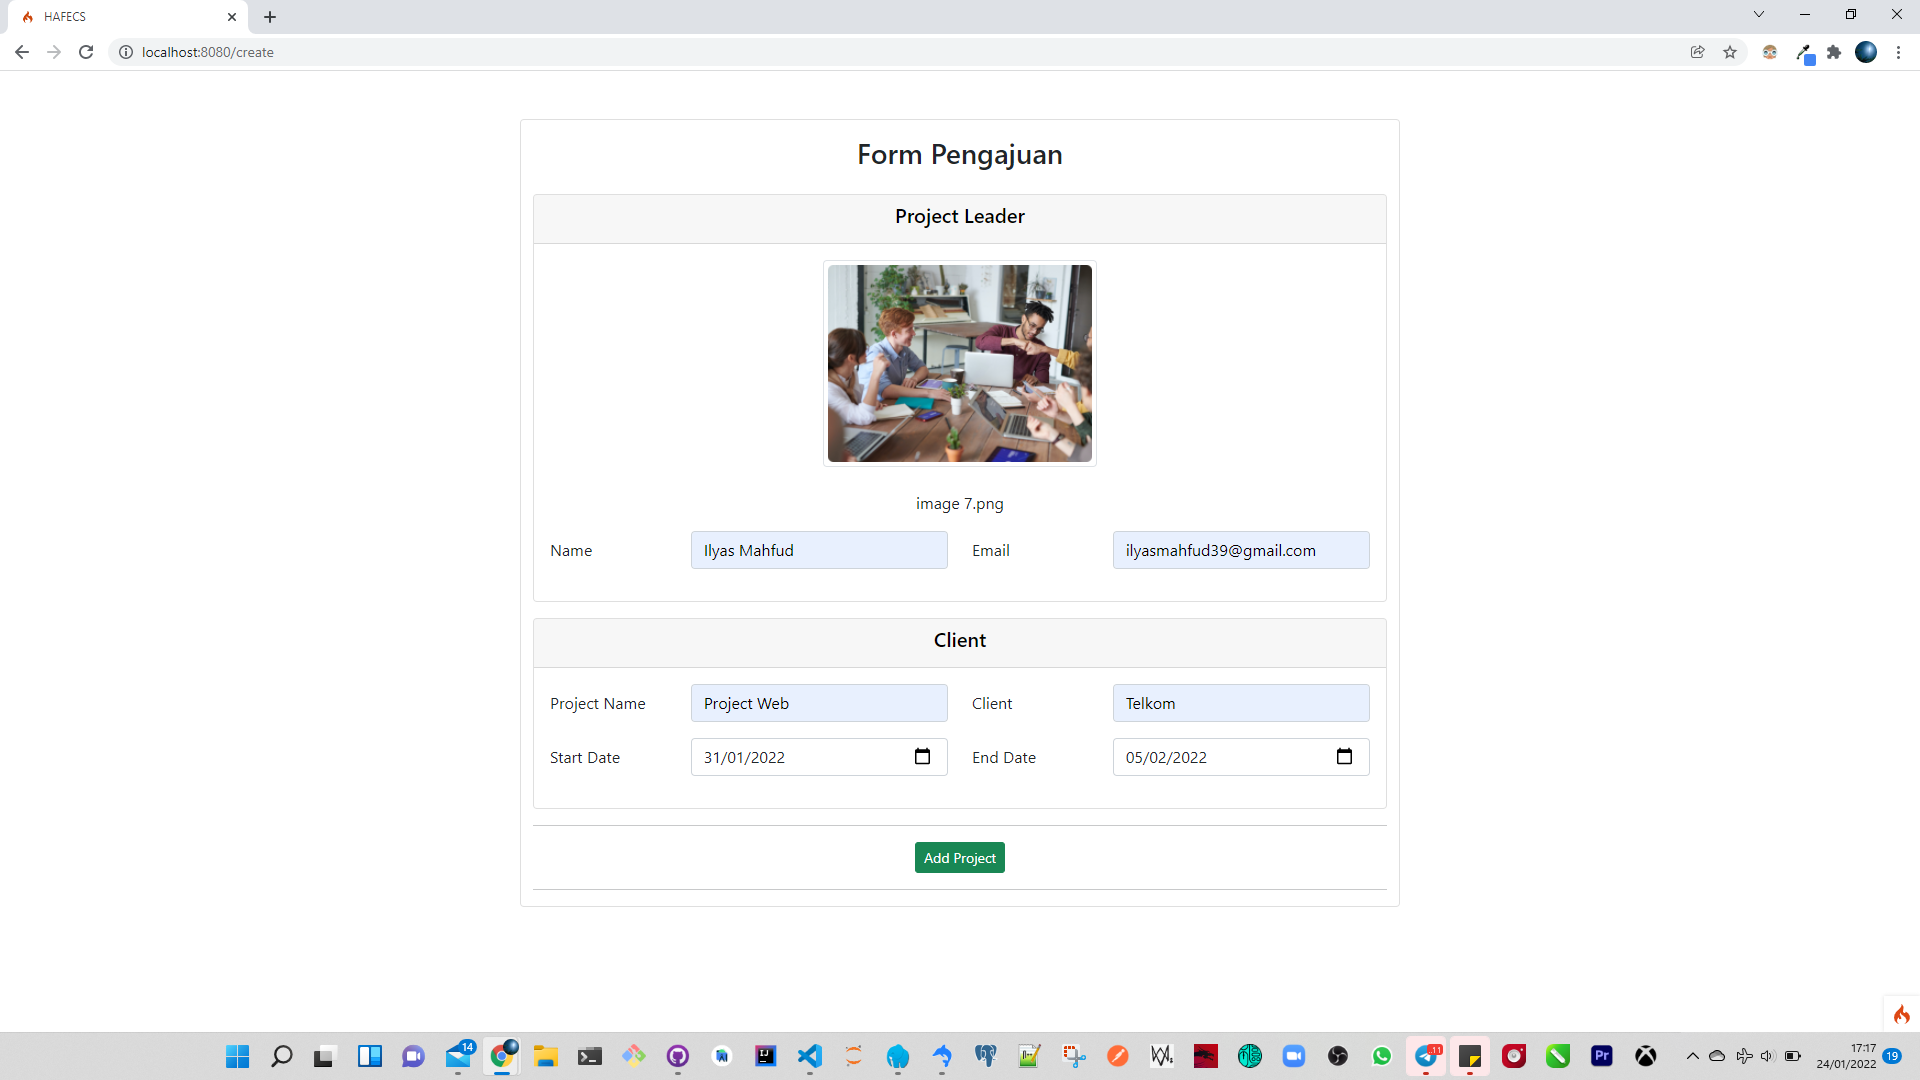 HAFECS
localhost:8080/create
Form Pengajuan
Project Leader
image 7.png
Name
Ilyas Mahfud
Email
ilyasmahfud39@gmail.com
Client
Project Name
Project Web
Client
Telkom
Start Date
31/01/2022
End Date
05/02/2022
Add Project
14
11
Pr
17:17
24/01/2022
19